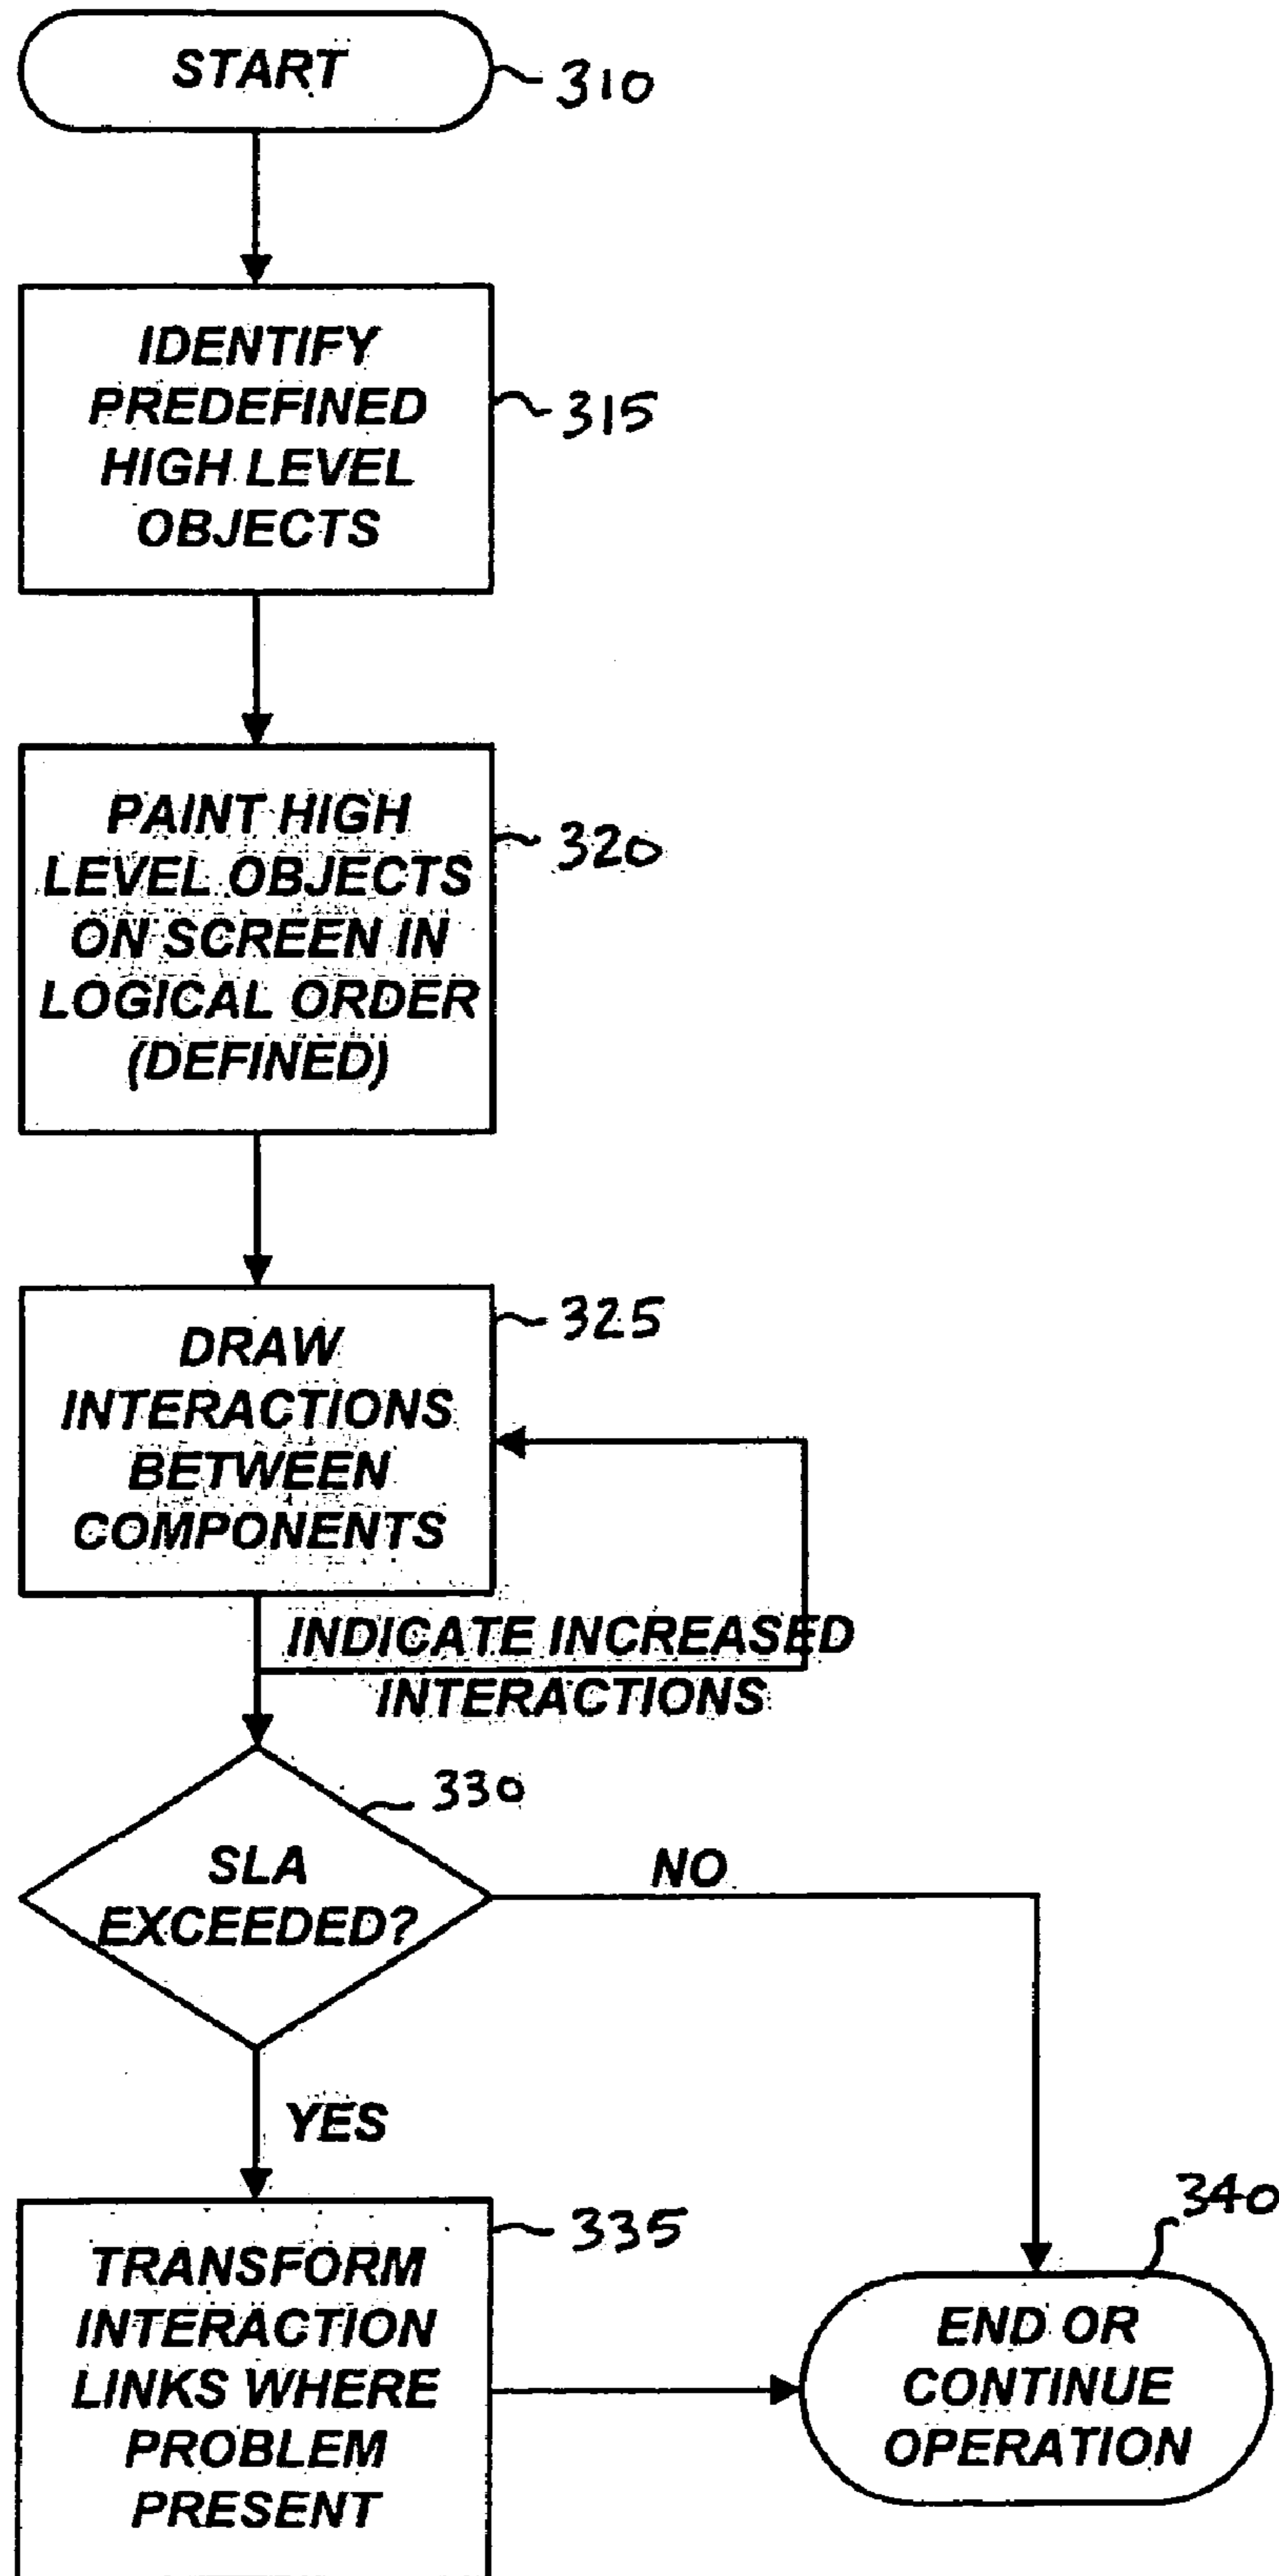 START
310
IDENTIFY
PREDEFINED
HIGH LEVEL
OBJECTS
315
PAINT HIGH
LEVEL OBJECTS
ON SCREEN IN
LOGICAL ORDER
(DEFINED)
320
DRAW
INTERACTIONS
BETWEEN
COMPONENTS
325
INDICATE INCREASED
INTERACTIONS
330
SLA
EXCEEDED?
NO
YES
335
TRANSFORM
INTERACTION
LINKS WHERE
PROBLEM
PRESENT
340
END OR
CONTINUE
OPERATION